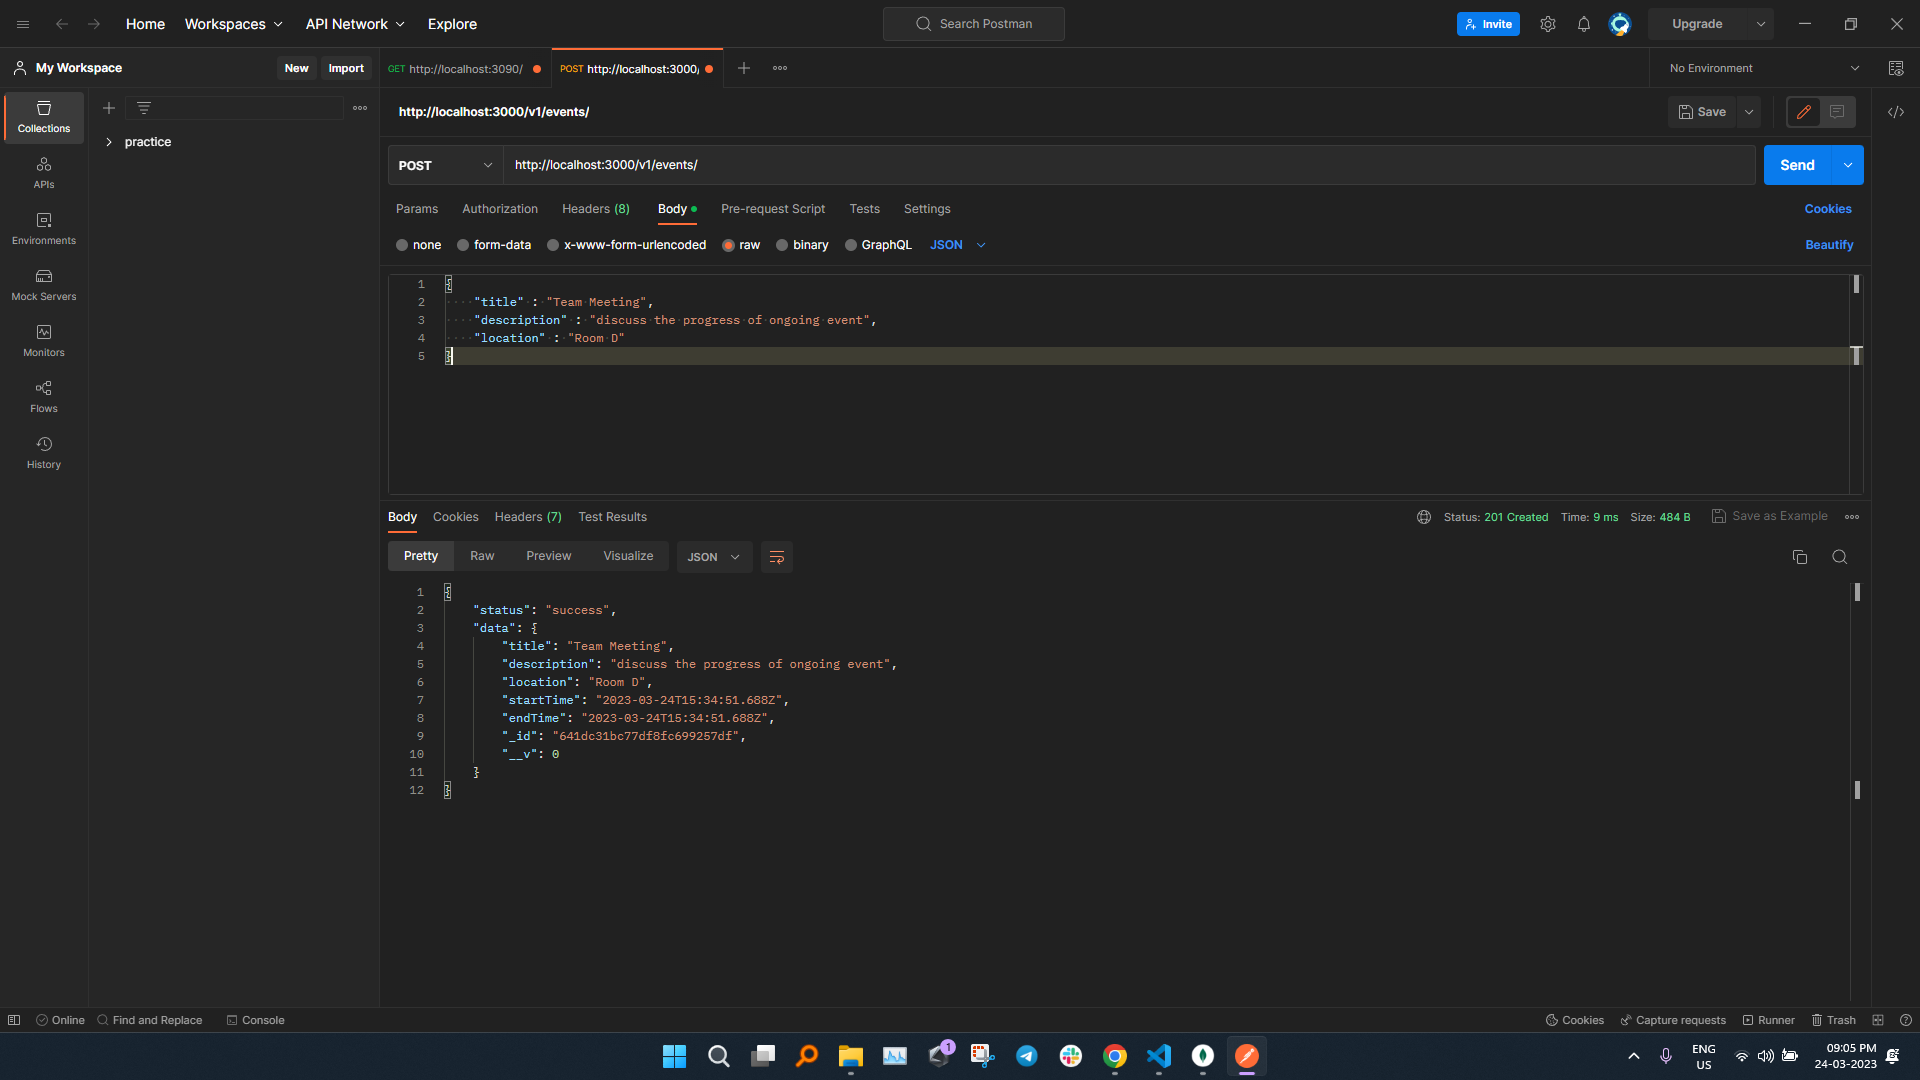 Home Workspaces API Network Explore Search Postman Invite Upgrade
My Workspace New Import GET http://localhost:3090/ POST http://localhost:3000/ No Environment
Collections
practice
APIs
Environments
Mock Servers
Monitors
Flows
History
http://localhost:3000/v1/events/ Save
POST http://localhost:3000/v1/events/ Send
Params Authorization Headers (8) Body Pre-request Script Tests Settings Cookies
none form-data x-www-form-urlencoded raw binary GraphQL JSON Beautify
1 {
2 "title" : "Team Meeting",
3 "description" : "discuss the progress of ongoing event",
4 "location" : "Room D"
5 }
Body Cookies Headers (7) Test Results Status: 201 Created Time: 9 ms Size: 484 B Save as Example
Pretty Raw Preview Visualize JSON
1 {
2 "status": "success",
3 "data": {
4 "title": "Team Meeting",
5 "description": "discuss the progress of ongoing event",
6 "location": "Room D",
7 "startTime": "2023-03-24T15:34:51.688Z",
8 "endTime": "2023-03-24T15:34:51.688Z",
9 "_id": "641dc31bc77df8fc699257df",
10 "__v": 0
11 }
12 }
Online Find and Replace Console Cookies Capture requests Runner Trash
1
ENG
US
09:05 PM
24-03-2023